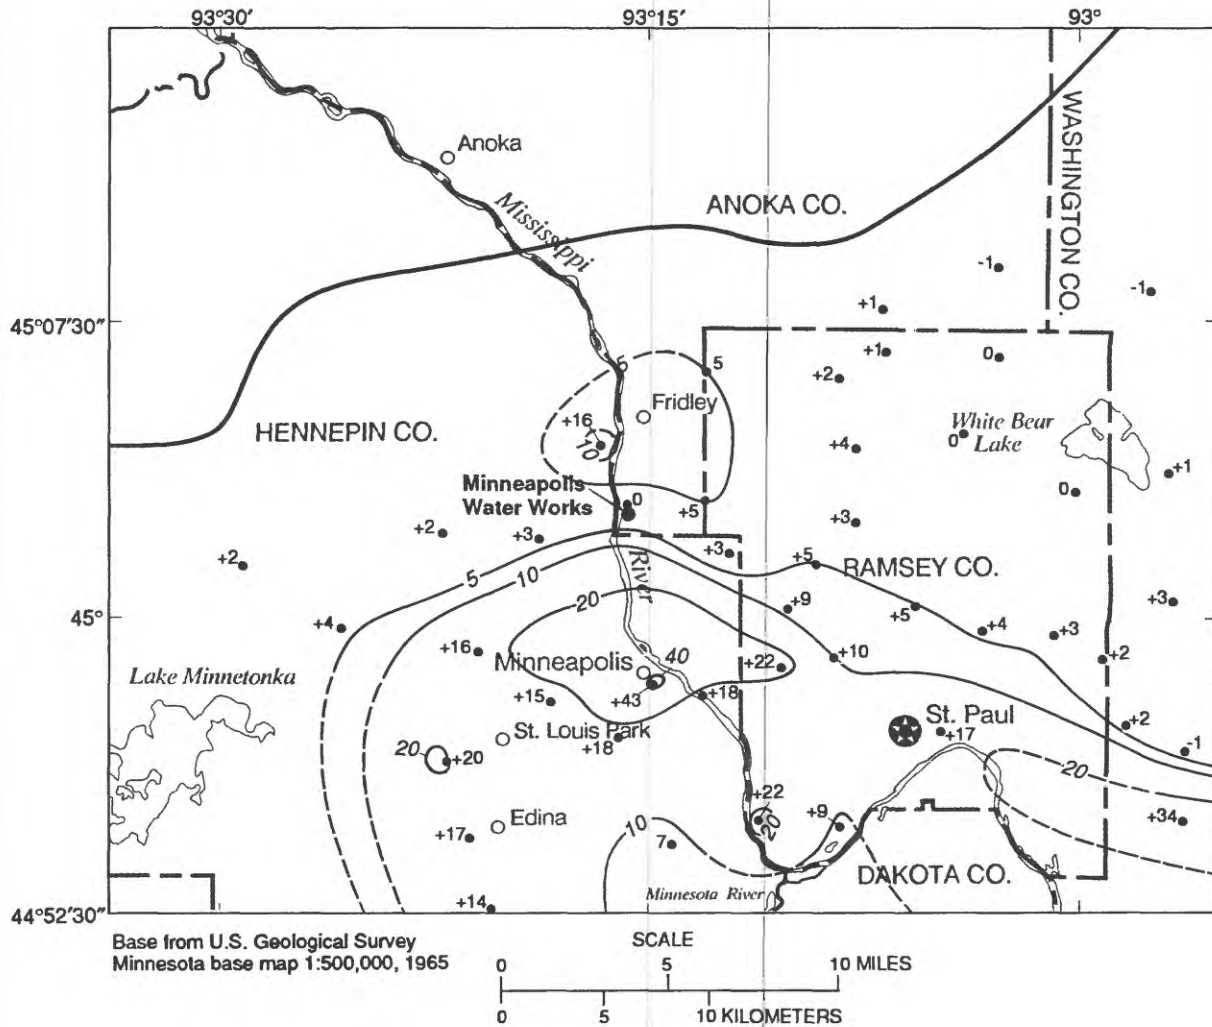 93°30′ 93°15′ 93°
Anoka
WASHINGTON CO.
Mississippi
ANOKA CO.
-1
-1
+1
45°07′30″
+1
0
5
5
+2
Fridley
HENNEPIN CO.
+16
10
White Bear
Lake
0
+4
+1
Minneapolis
Water Works
0
0
+5
+2
+3
+3
+3
River
+2
+5
RAMSEY CO.
5
10
20
+9
+5
+3
45°
+4
+4
+3
+16
40
+10
+2
Minneapolis
+22
Lake Minnetonka
+43
+18
+15
St. Paul
+2
St. Louis Park
+17
+18
-1
20
+20
20
+22
+34
Edina
20
+9
+17
10
7
DAKOTA CO.
Minnesota River
+14
44°52′30″
Base from U.S. Geological Survey
Minnesota base map 1:500,000, 1965
SCALE
0 5 10 MILES
0 5 10 KILOMETERS